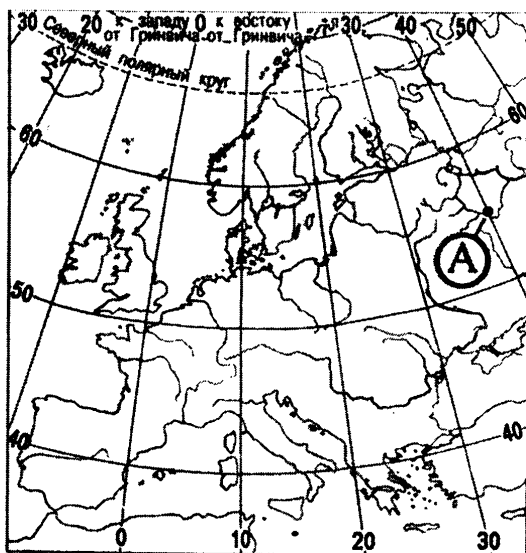 30 20 к западу 0 к востоку 30 40 50
от Гринвича от Гринвича
Северный полярный круг
60 60
А
50
40 40
0 10 20 30